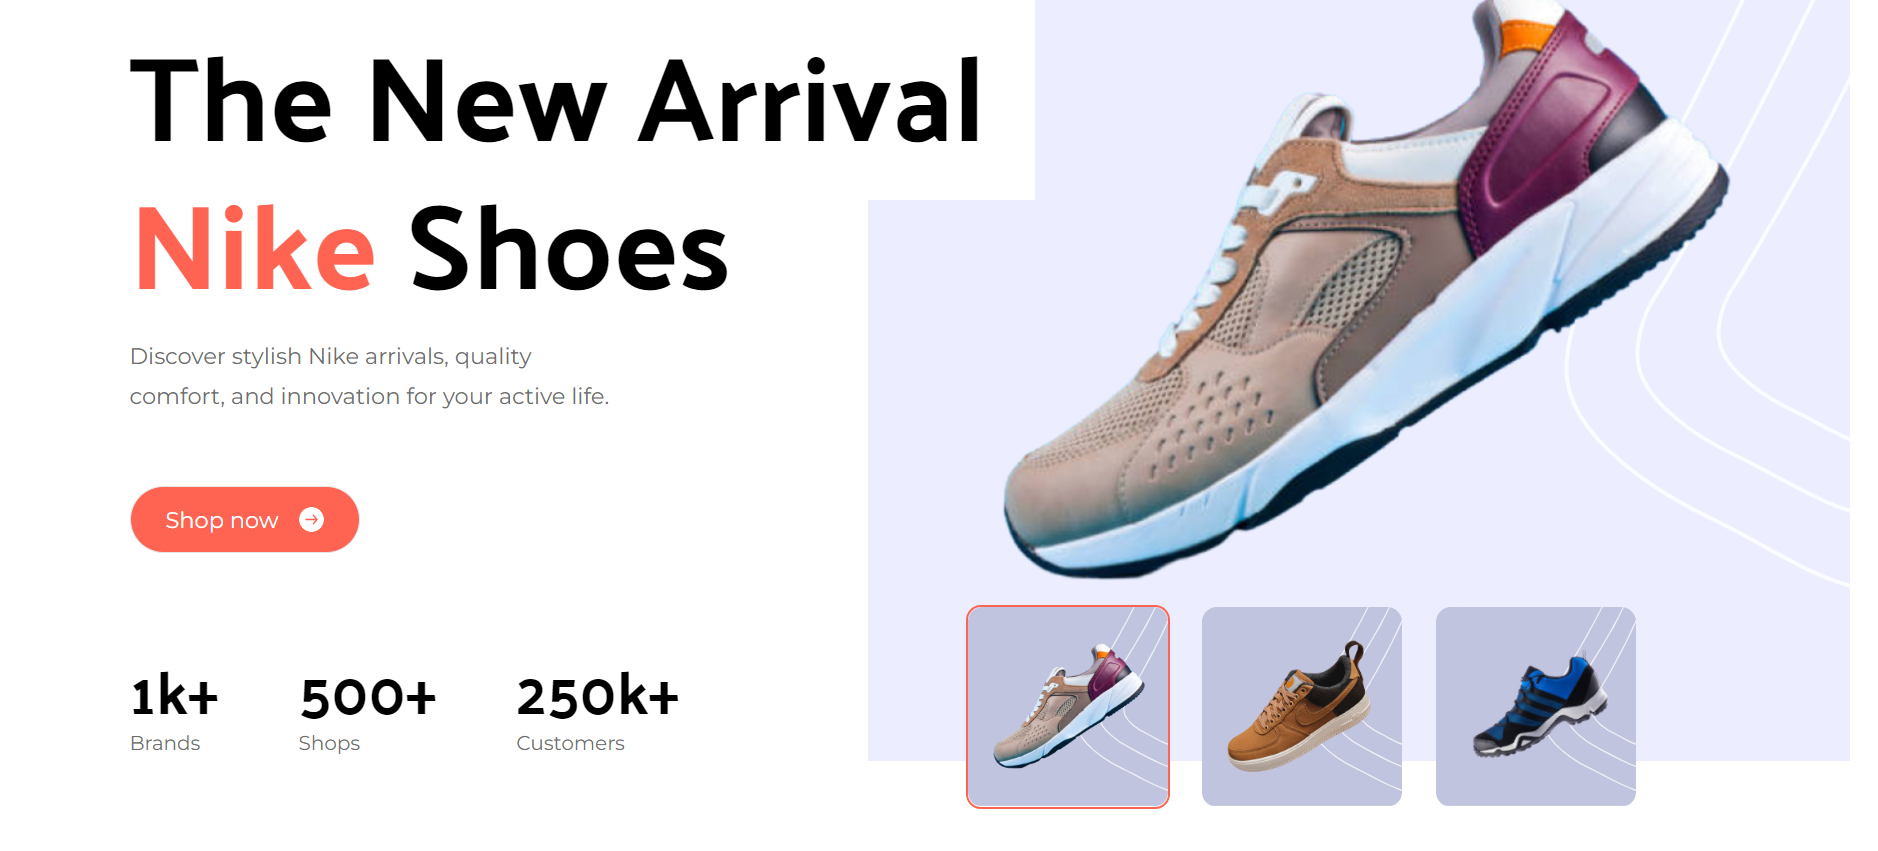 The New Arrival
Nike Shoes
Discover stylish Nike arrivals, quality
comfort, and innovation for your active life.
Shop now
1k+ 500+ 250k+
Brands Shops Customers